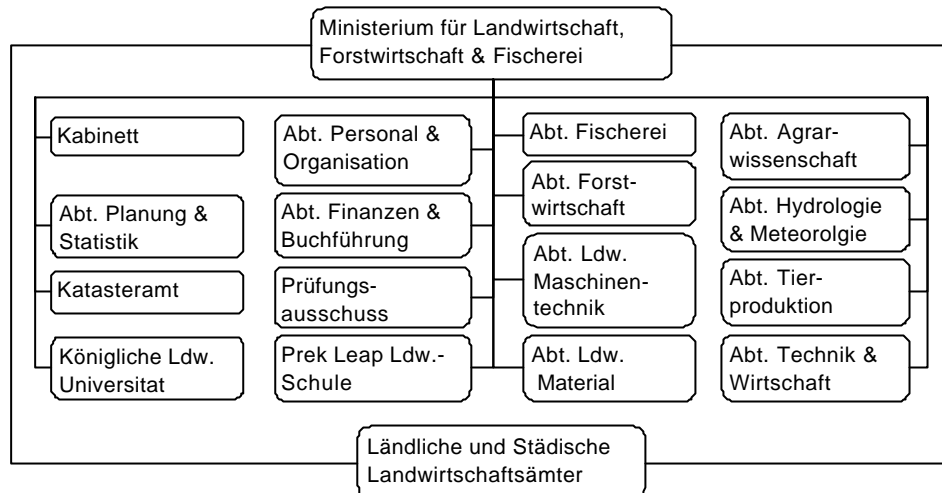 Ministerium für Landwirtschaft,
Forstwirtschaft & Fischerei
Kabinett
Abt. Planung &
Statistik
Katasteramt
Königliche Ldw.
Universitat
Abt. Personal &
Organisation
Abt. Finanzen &
Buchführung
Prüfungs-
ausschuss
Prek Leap Ldw.-
Schule
Abt. Fischerei
Abt. Forst-
wirtschaft
Abt. Ldw.
Maschinen-
technik
Abt. Ldw.
Material
Abt. Agrar-
wissenschaft
Abt. Hydrologie
& Meteorolgie
Abt. Tier-
produktion
Abt. Technik &
Wirtschaft
Ländliche und Städische
Landwirtschaftsämter